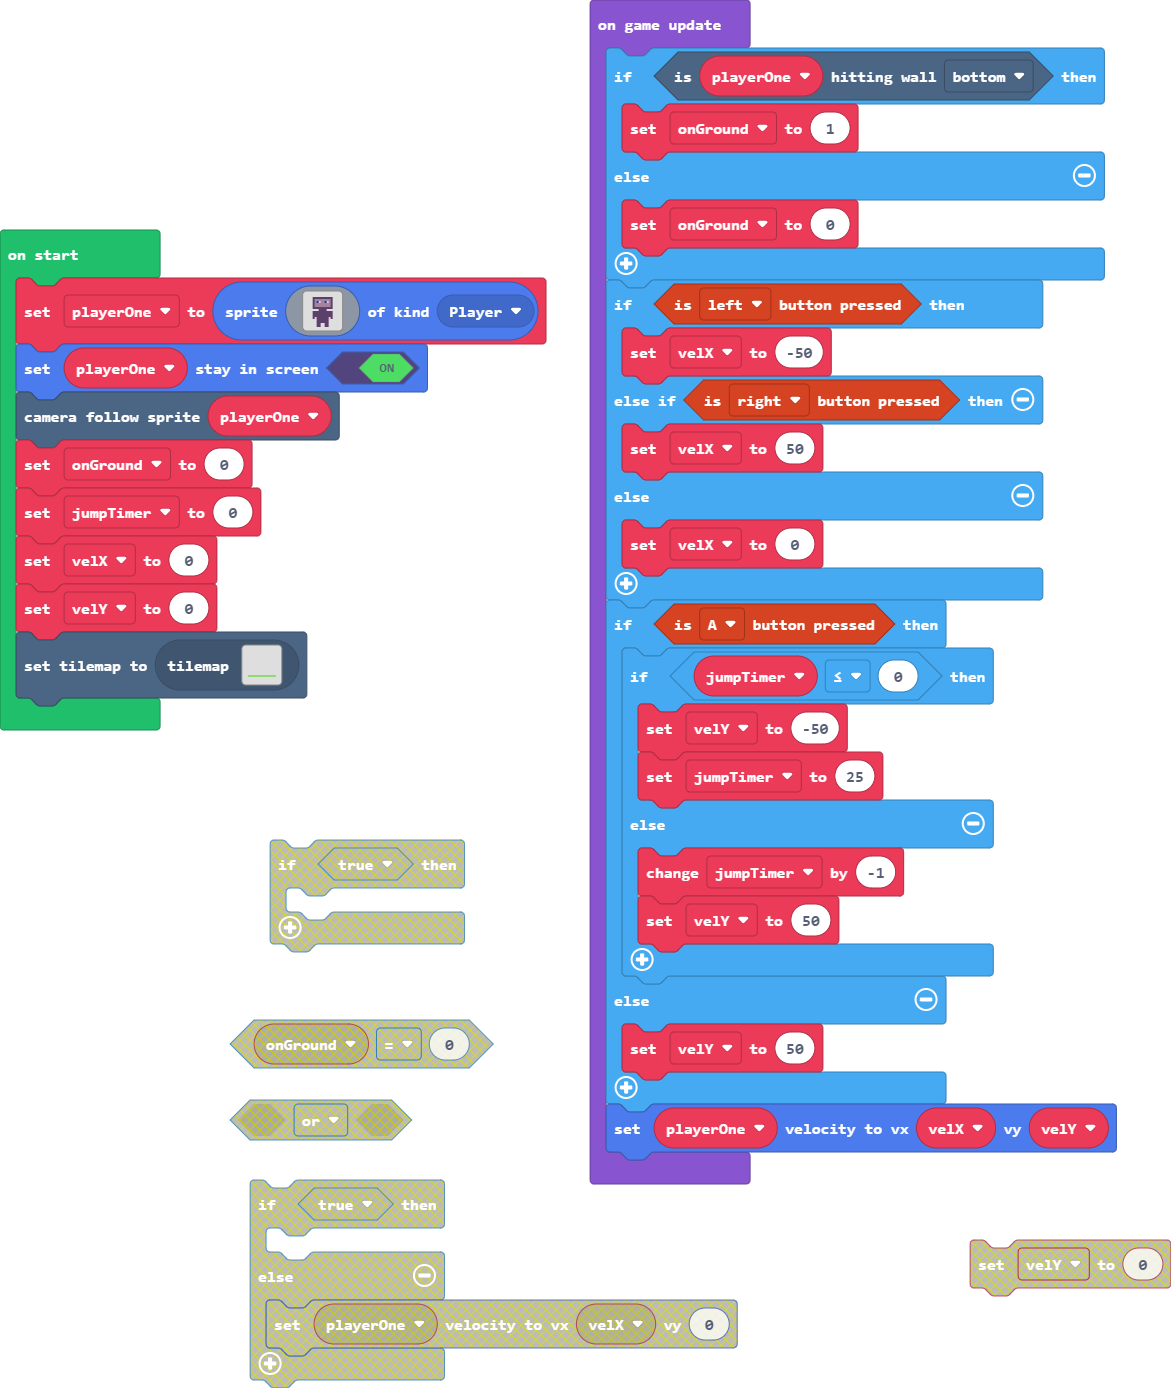 on start
set playerOne to sprite of kind Player
set playerOne stay in screen ON
camera follow sprite playerOne
set onGround to 0
set jumpTimer to 0
set velX to 0
set velY to 0
set tilemap to tilemap
if true then
onGround = 0
or
if true then
else
set playerOne velocity to vx velX vy 0
on game update
if is playerOne hitting wall bottom then
set onGround to 1
else
set onGround to 0
if is left button pressed then
set velX to -50
else if is right button pressed then
set velX to 50
else
set velX to 0
if is A button pressed then
if jumpTimer ≤ 0 then
set velY to -50
set jumpTimer to 25
else
change jumpTimer by -1
set velY to 50
else
set velY to 50
set playerOne velocity to vx velX vy velY
set velY to 0